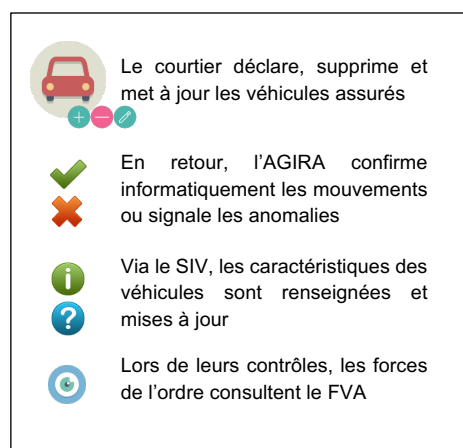 Le courtier déclare, supprime et
met à jour les véhicules assurés
En retour, l'AGIRA confirme
informatiquement les mouvements
ou signale les anomalies
Via le SIV, les caractéristiques des
véhicules sont renseignées et
mises à jour
Lors de leurs contrôles, les forces
de l'ordre consultent le FVA